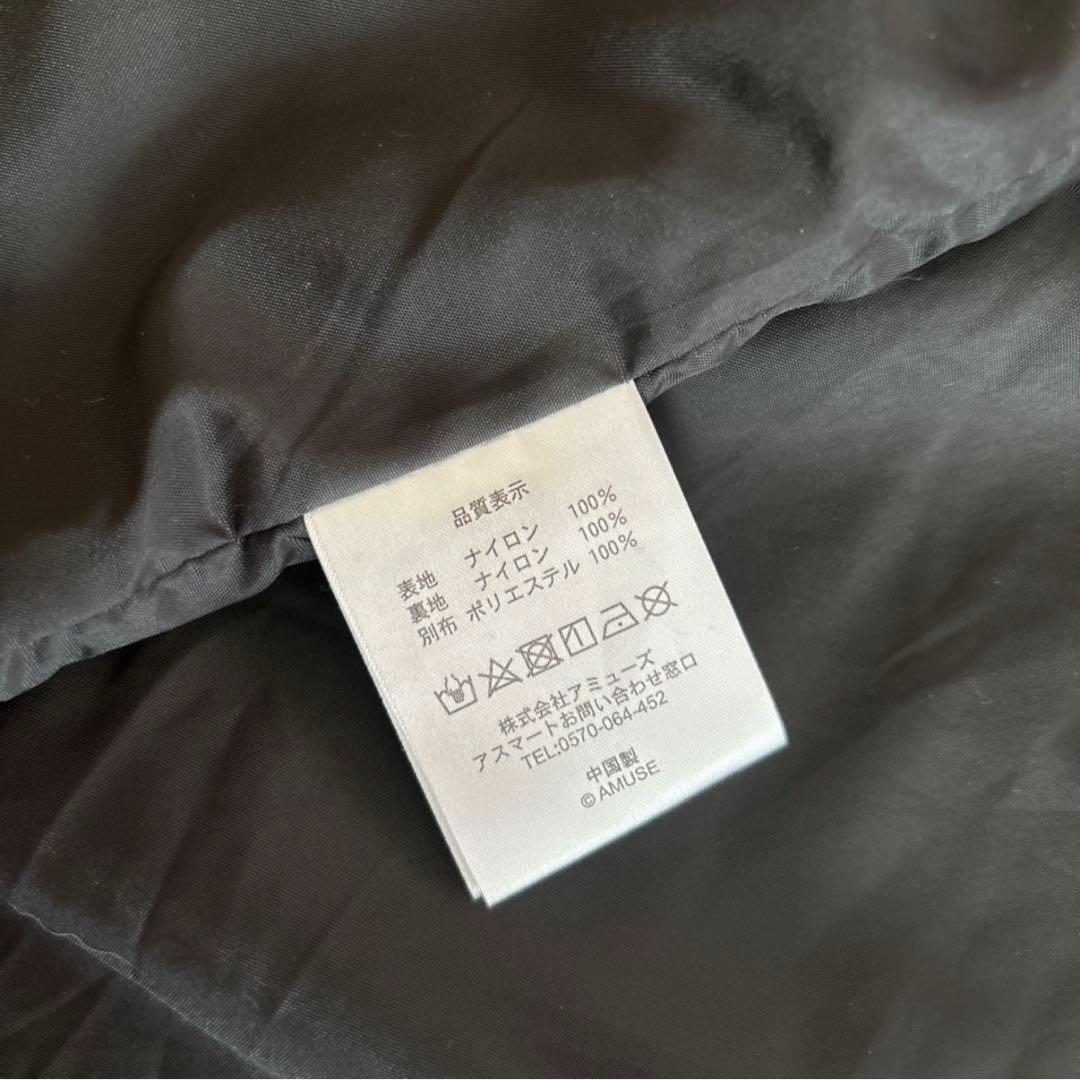 品質表示
表地 ナイロン 100%
裏地 ナイロン 100%
別布 ポリエステル 100%
株式会社アミューズ
アスマートお問い合わせ窓口
TEL:0570-064-452
中国製
©AMUSE